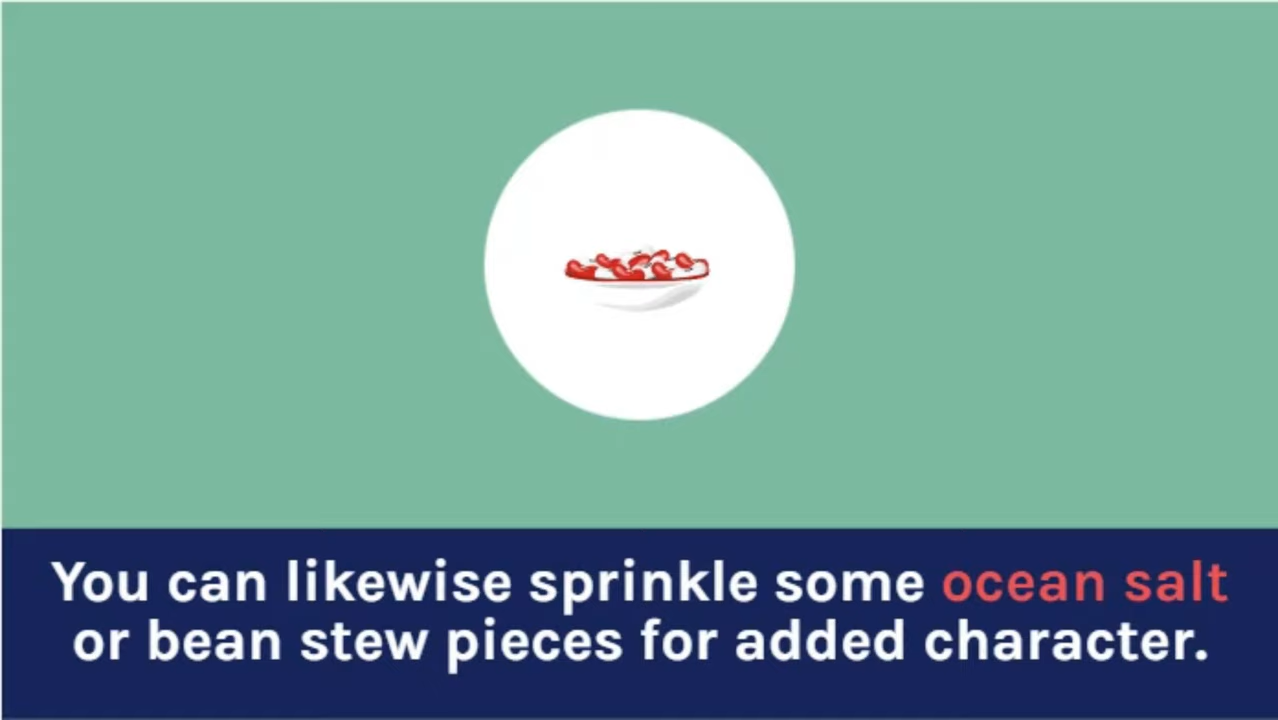 You can likewise sprinkle some ocean salt
or bean stew pieces for added character.